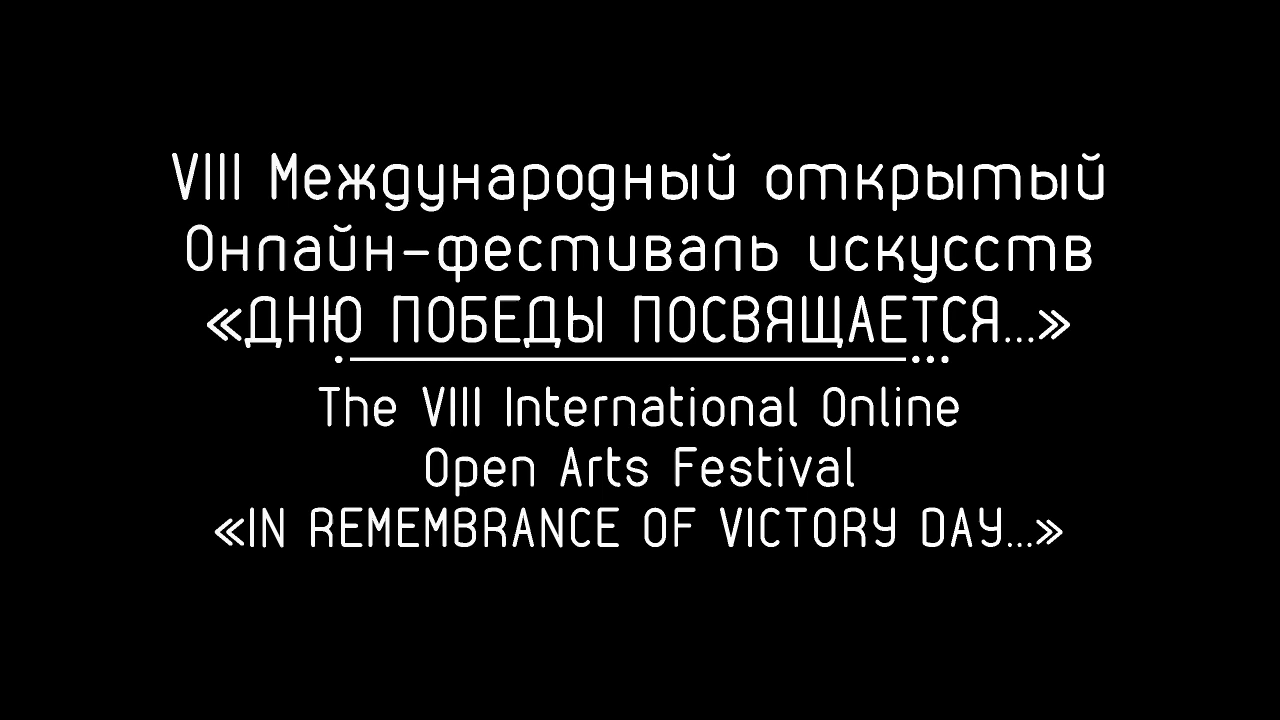 VIII Международный открытый
Онлайн-фестиваль искусств
«ДНЮ ПОБЕДЫ ПОСВЯЩАЕТСЯ...»
The VIII International Online
Open Arts Festival
«IN REMEMBRANCE OF VICTORY DAY...»